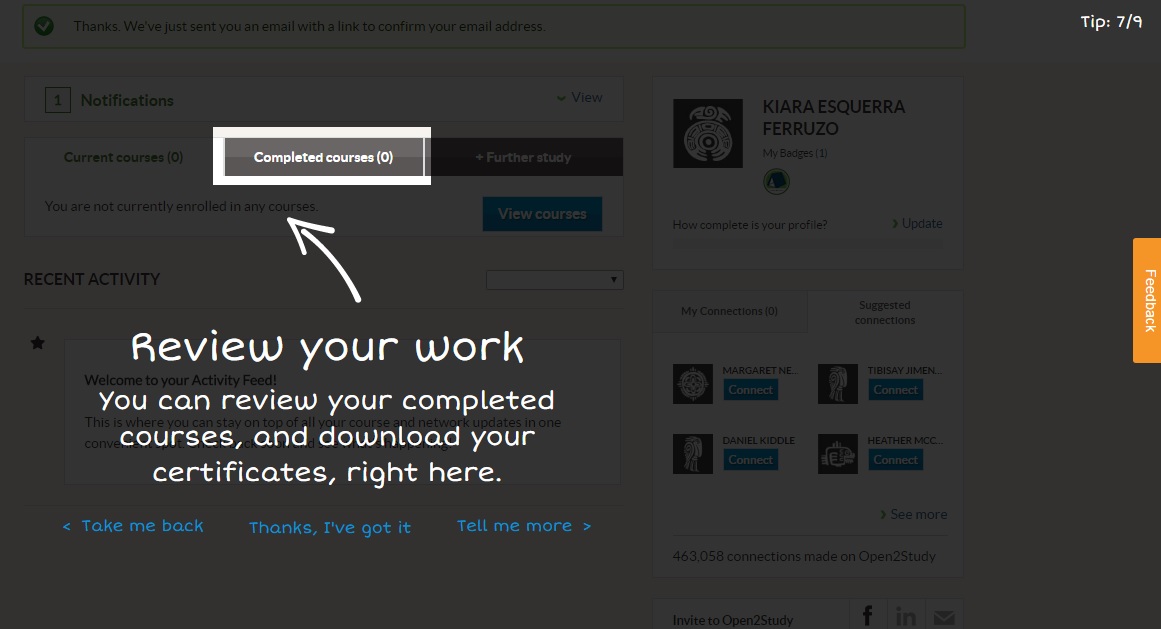 Thanks. We've just sent you an email with a link to confirm your email address.
Tip: 7/9
1 Notifications
View
Current courses (0)
Completed courses (0)
+ Further study
You are not currently enrolled in any courses.
View courses
RECENT ACTIVITY
Review your work
Welcome to your Activity Feed!
You can review your completed
This is where you can stay on top of all your course and network updates in one
courses, and download your
certificates, right here.
< Take me back
Thanks, I've got it
Tell me more >
KIARA ESQUERRA
FERRUZO
My Badges (1)
How complete is your profile?
Update
My Connections (0)
Suggested
connections
MARGARET NE...
Connect
TIBISAY JIMEN...
Connect
DANIEL KIDDLE
Connect
HEATHER MCC...
Connect
See more
463,058 connections made on Open2Study
Invite to Open2Study
f
in
Feedback